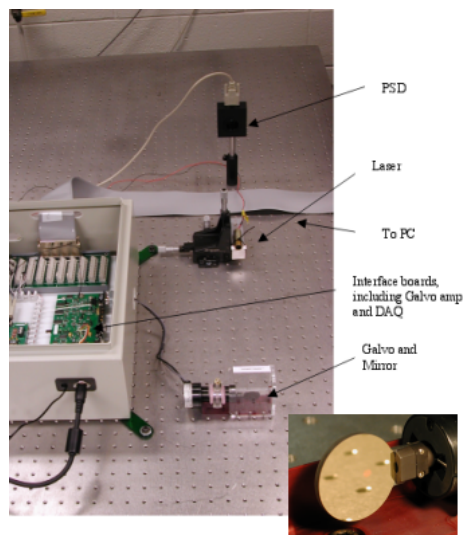 PSD
Laser
To PC
Interface boards,
including Galvo amp
and DAQ
Galvo and
Mirror